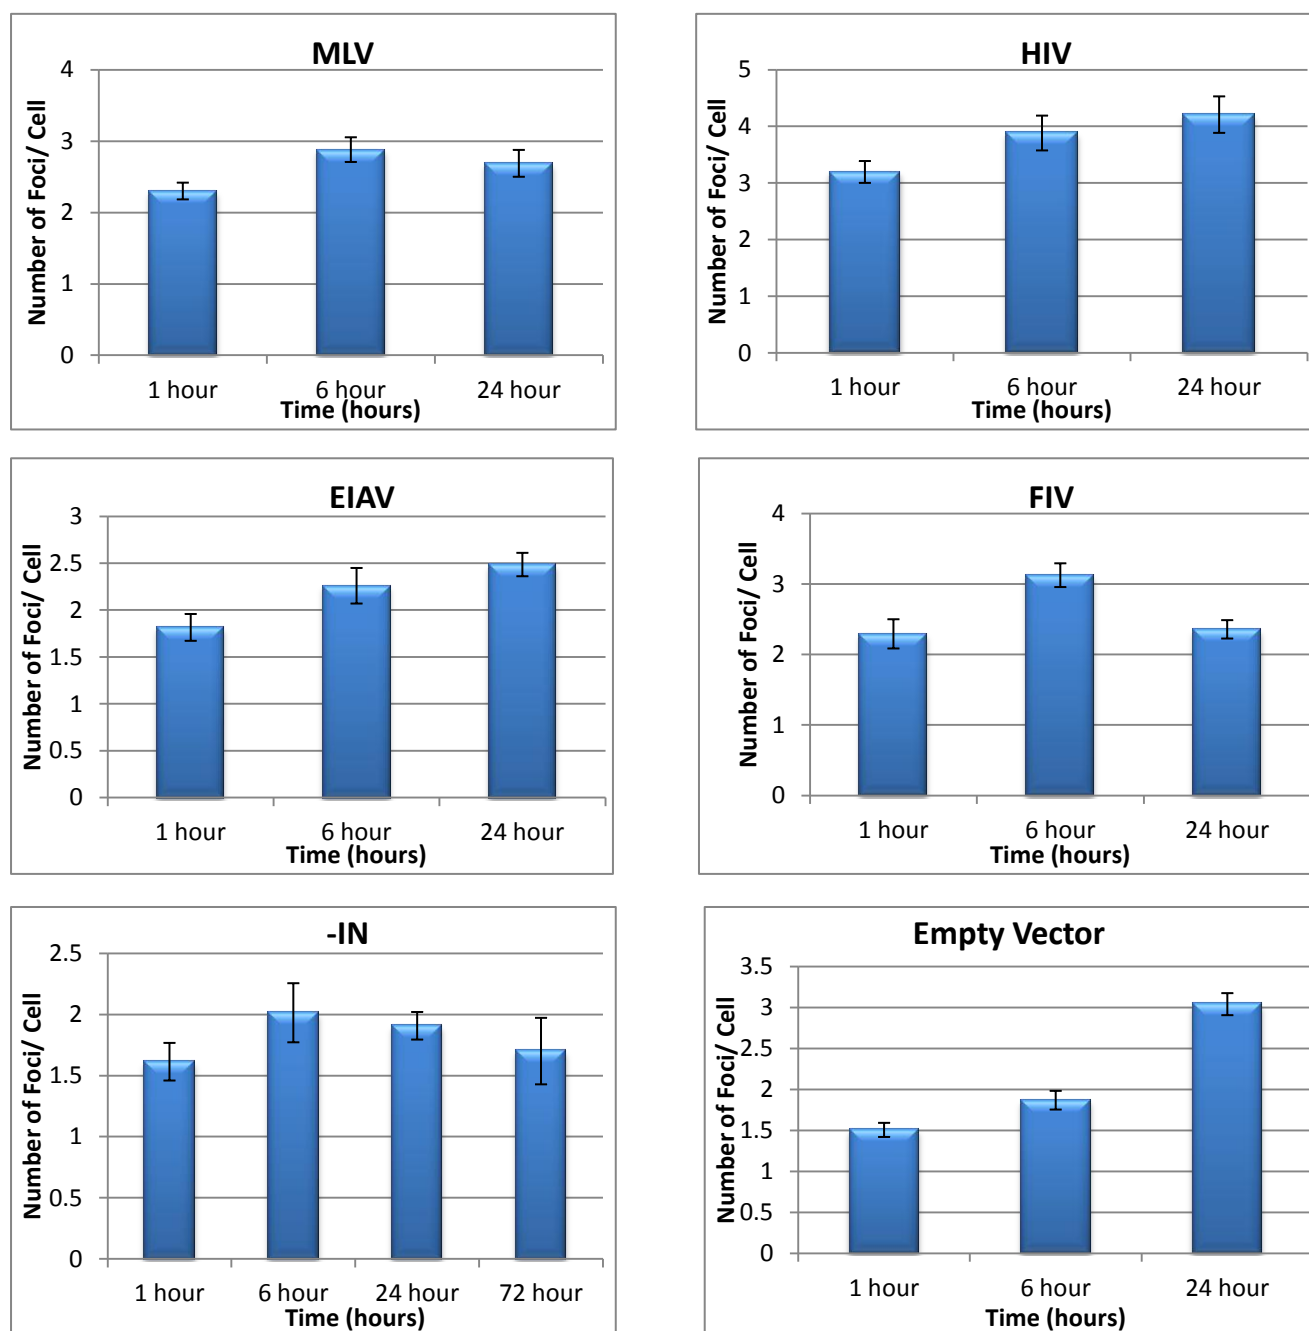 MLV
Number of Foci/ Cell
4
3
2
1
0
1 hour 6 hour 24 hour
Time (hours)
HIV
Number of Foci/ Cell
5
4
3
2
1
0
1 hour 6 hour 24 hour
Time (hours)
EIAV
Number of Foci/ Cell
3
2.5
2
1.5
1
0.5
0
1 hour 6 hour 24 hour
Time (hours)
FIV
Number of Foci/ Cell
4
3
2
1
0
1 hour 6 hour 24 hour
Time (hours)
-IN
Number of Foci/ Cell
2.5
2
1.5
1
0.5
0
1 hour 6 hour 24 hour 72 hour
Time (hours)
Empty Vector
Number of Foci/ Cell
3.5
3
2.5
2
1.5
1
0.5
0
1 hour 6 hour 24 hour
Time (hours)